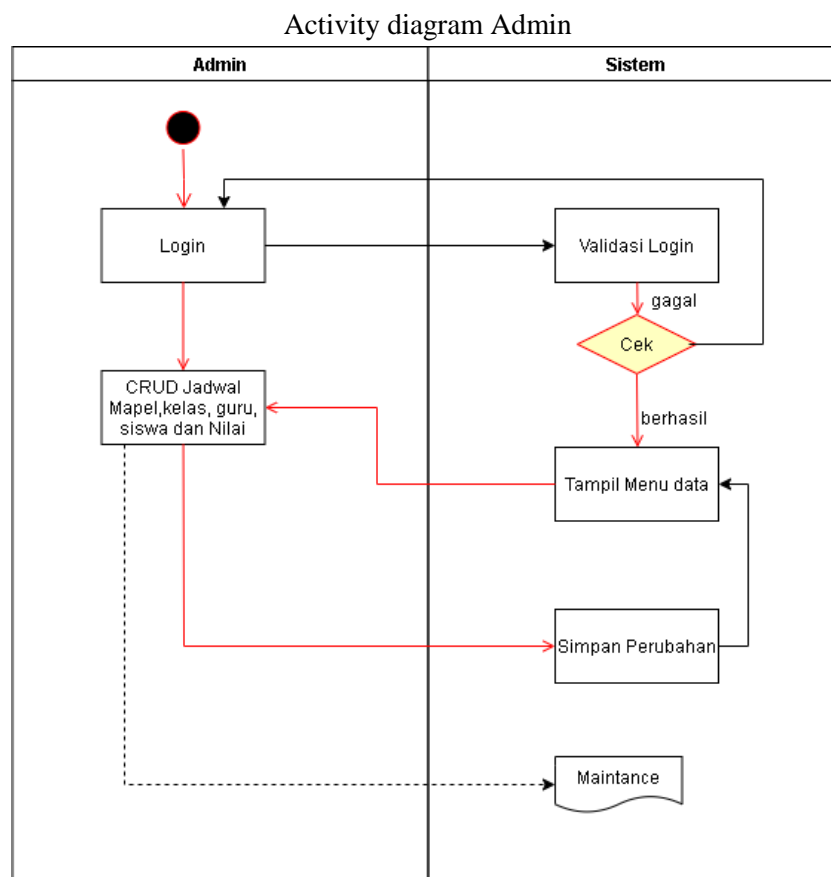 Activity diagram Admin
Admin
Sistem
Login
Validasi Login
gagal
Cek
CRUD Jadwal
Mapel,kelas, guru,
siswa dan Nilai
berhasil
Tampil Menu data
Simpan Perubahan
Maintance